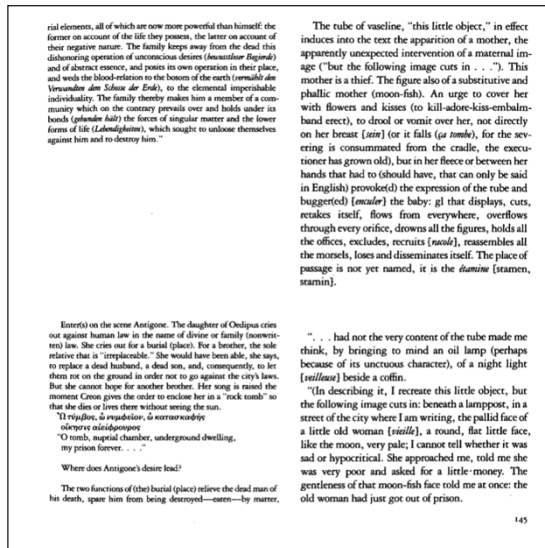 rial elements, all of which are now more powerful than himself: the
former on account of the life they possess, the latter on account of
their negative nature. The family keeps away from the dead this
dishonoring operation of unconscious desires (bewusstloser Begierde)
and of abstract essence, and posits its own operation in their place,
and weds the blood-relation to the bosom of the earth (vermählt den
Verwandten dem Schosse der Erde), to the elemental imperishable
individuality. The family thereby makes him a member of a com-
munity which on the contrary prevails over and holds under its
bonds (gebunden hält) the forces of singular matter and the lower
forms of life (Lebendigkeiten), which sought to unloose themselves
against him and to destroy him."
Enter(s) on the scene Antigone. The daughter of Oedipus cries
out against human law in the name of divine or family (nonwrit-
ten) law. She cries out for a burial (place). For a brother, the sole
relative that is "irreplaceable." She would have been able, she says,
to replace a dead husband, a dead son, and, consequently, to let
them rot on the ground in order not to go against the city's laws.
But she cannot hope for another brother. Her song is raised the
moment Creon gives the order to enclose her in a "rock tomb" so
that she dies or lives there without seeing the sun.
Ὦ τύμβος, ὦ νυμφεῖον, ὦ κατασκαφὴς
οἴκησις αἰείφρουρος
"O tomb, nuptial chamber, underground dwelling,
my prison forever. . . ."
Where does Antigone's desire lead?
The two functions of (the) burial (place) relieve the dead man of
his death, spare him from being destroyed—eaten—by matter,
The tube of vaseline, "this little object," in effect
induces into the text the apparition of a mother, the
apparently unexpected intervention of a maternal im-
age ("but the following image cuts in . . ."). This
mother is a thief. The figure also of a substitutive and
phallic mother (moon-fish). An urge to cover her
with flowers and kisses (to kill-adore-kiss-embalm-
band erect), to drool or vomit over her, not directly
on her breast [sein] (or it falls (ça tombe), for the sev-
ering is consummated from the cradle, the execu-
tioner has grown old), but in her fleece or between her
hands that had to (should have, that can only be said
in English) provoke(d) the expression of the tube and
bugger(ed) [enculer] the baby: gl that displays, cuts,
retakes itself, flows from everywhere, overflows
through every orifice, drowns all the figures, holds all
the offices, excludes, recruits [racole], reassembles all
the morsels, loses and disseminates itself. The place of
passage is not yet named, it is the étamine [stamen,
stamin].
". . . had not the very content of the tube made me
think, by bringing to mind an oil lamp (perhaps
because of its unctuous character), of a night light
[veilleuse] beside a coffin.
"(In describing it, I recreate this little object, but
the following image cuts in: beneath a lamppost, in a
street of the city where I am writing, the pallid face of
a little old woman [vieille], a round, flat little face,
like the moon, very pale; I cannot tell whether it was
sad or hypocritical. She approached me, told me she
was very poor and asked for a little money. The
gentleness of that moon-fish face told me at once: the
old woman had just got out of prison.
145